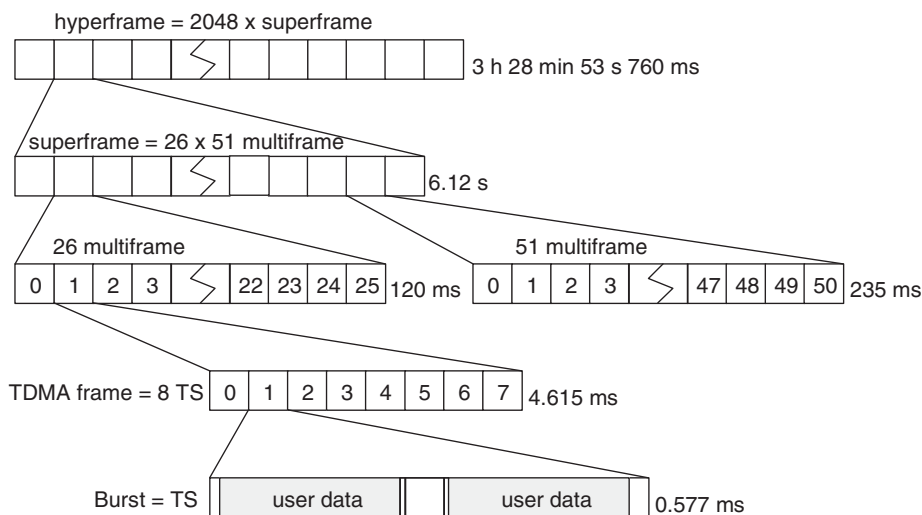 hyperframe = 2048 x superframe
3 h 28 min 53 s 760 ms
superframe = 26 x 51 multiframe
6.12 s
26 multiframe
51 multiframe
0 1 2 3 22 23 24 25 120 ms
0 1 2 3 47 48 49 50 235 ms
TDMA frame = 8 TS 0 1 2 3 4 5 6 7 4.615 ms
Burst = TS user data user data 0.577 ms